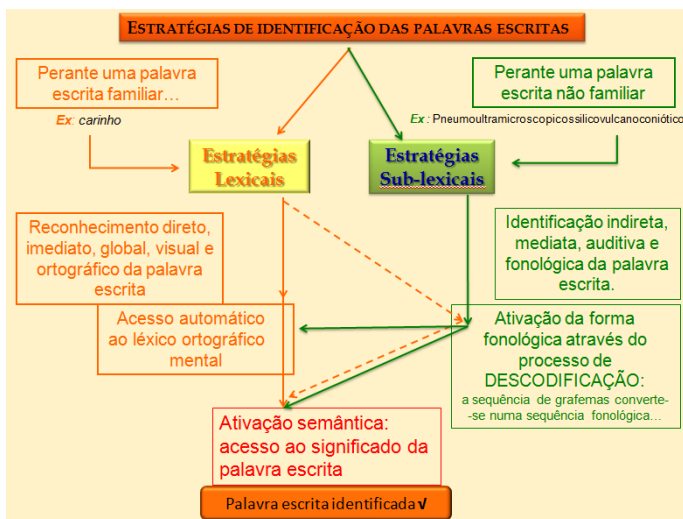 ESTRATÉGIAS DE IDENTIFICAÇÃO DAS PALAVRAS ESCRITAS
Perante uma palavra
escrita familiar…
Ex: carinho
Perante uma palavra
escrita não familiar
Ex : Pneumoultramicroscopicossilicovulcanoconiótico
Estratégias
Lexicais
Estratégias
Sub-lexicais
Reconhecimento direto,
imediato, global, visual e
ortográfico da palavra
escrita
Identificação indireta,
mediata, auditiva e
fonológica da palavra
escrita.
Acesso automático
ao léxico ortográfico
mental
Ativação da forma
fonológica através do
processo de
DESCODIFICAÇÃO:
a sequência de grafemas converte-
-se numa sequência fonológica…
Ativação semântica:
acesso ao significado da
palavra escrita
Palavra escrita identificada √